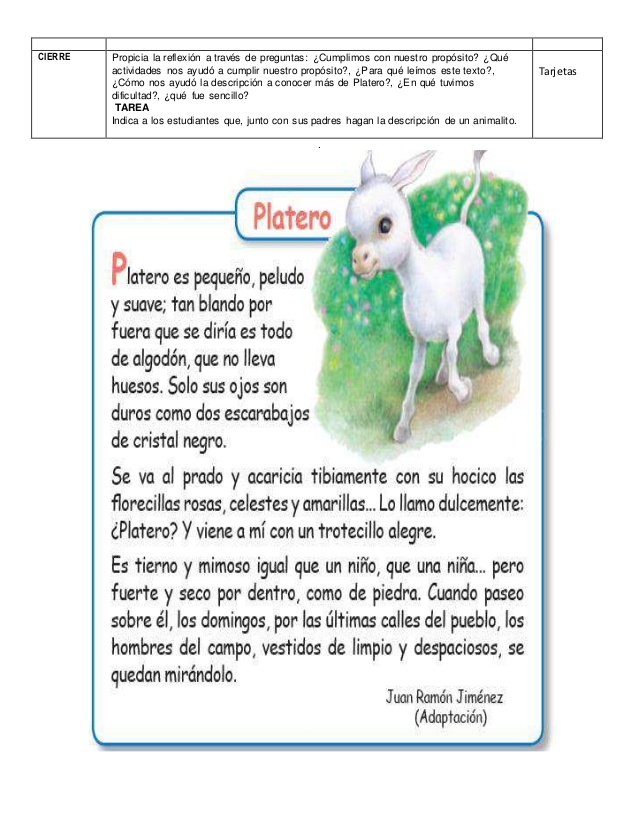 CIERRE
Propicia la reflexión a través de preguntas: ¿Cumplimos con nuestro propósito? ¿Qué
actividades nos ayudó a cumplir nuestro propósito?, ¿Para qué leímos este texto?,
¿Cómo nos ayudó la descripción a conocer más de Platero?, ¿En qué tuvimos
dificultad?, ¿qué fue sencillo?
TAREA
Indica a los estudiantes que, junto con sus padres hagan la descripción de un animalito.
Tarjetas
.
Platero
Platero es pequeño, peludo
y suave; tan blando por
fuera que se diría es todo
de algodón, que no lleva
huesos. Solo sus ojos son
duros como dos escarabajos
de cristal negro.
Se va al prado y acaricia tibiamente con su hocico las
florecillas rosas, celestes y amarillas... Lo llamo dulcemente:
¿Platero? Y viene a mí con un trotecillo alegre.
Es tierno y mimoso igual que un niño, que una niña... pero
fuerte y seco por dentro, como de piedra. Cuando paseo
sobre él, los domingos, por las últimas calles del pueblo, los
hombres del campo, vestidos de limpio y despaciosos, se
quedan mirándolo.
Juan Ramón Jiménez
(Adaptación)